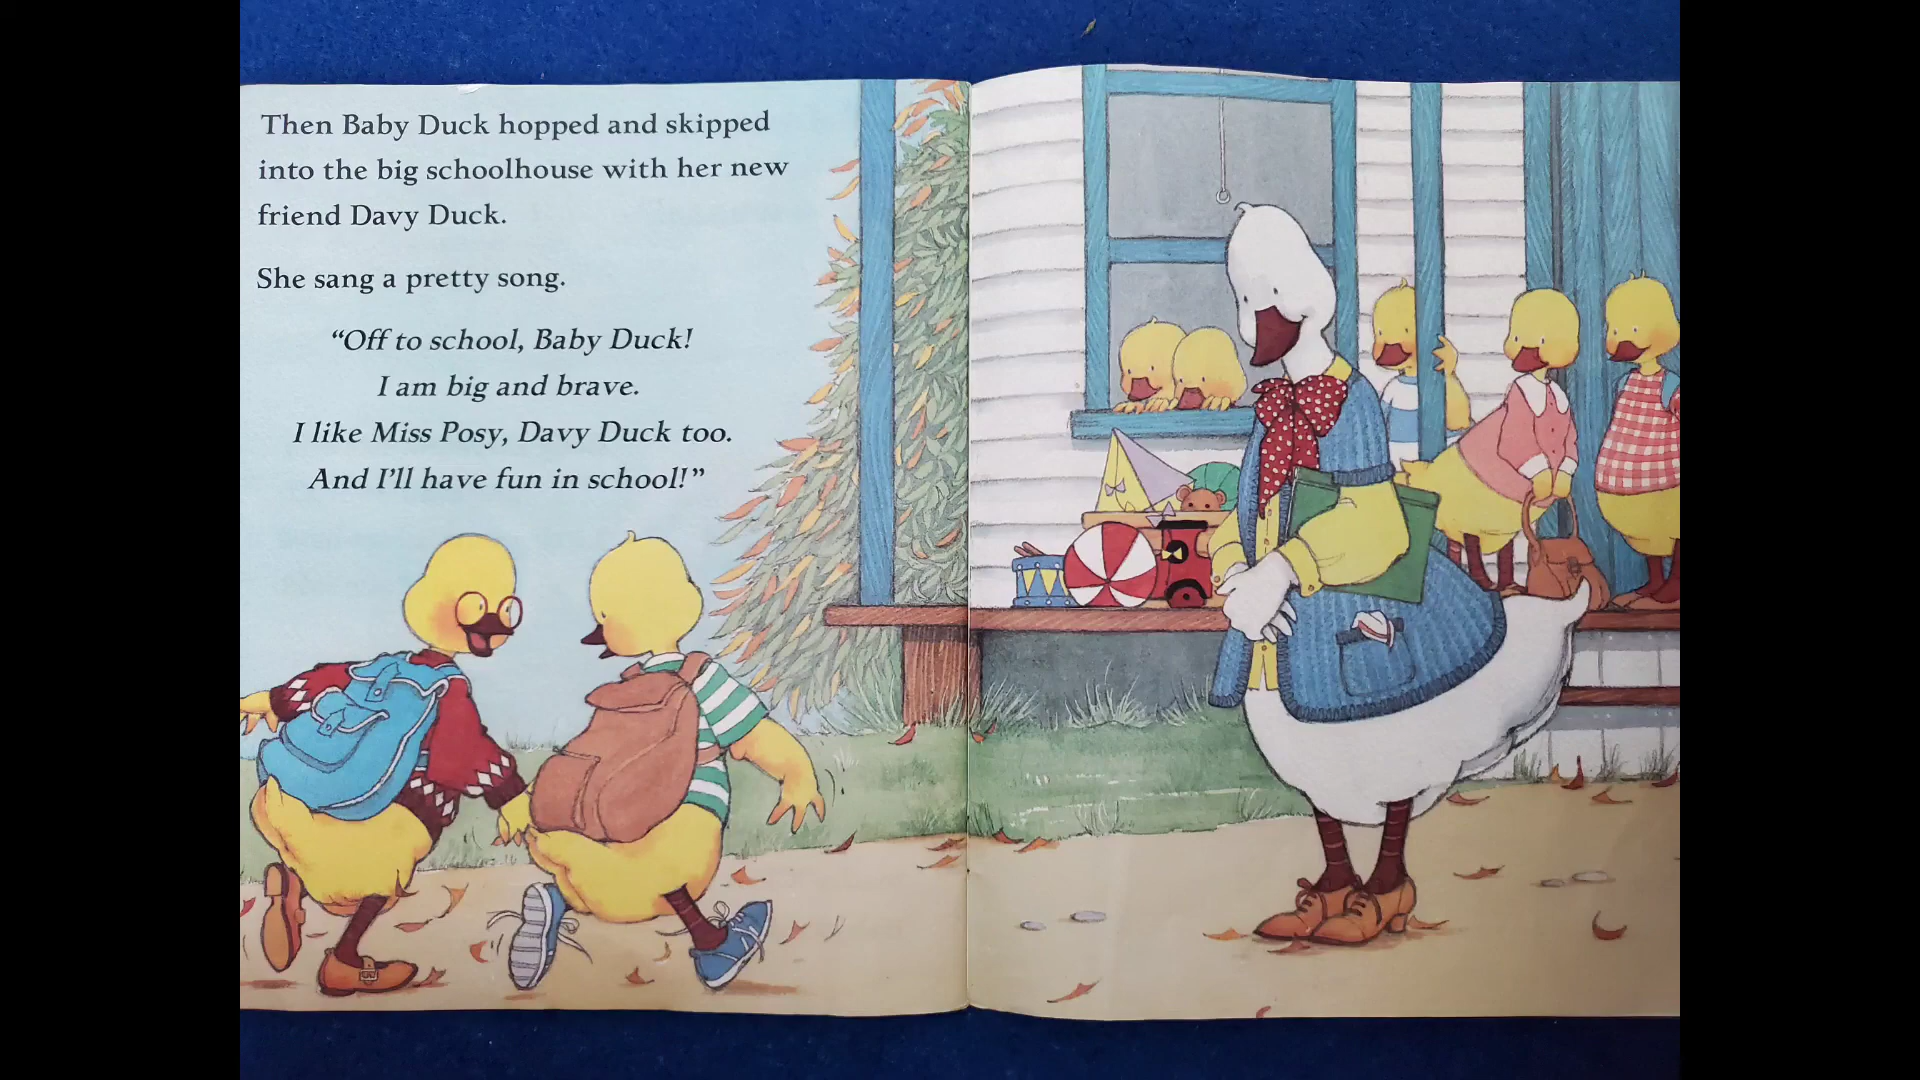 Then Baby Duck hopped and skipped
into the big schoolhouse with her new
friend Davy Duck.
She sang a pretty song.
“Off to school, Baby Duck!
I am big and brave.
I like Miss Posy, Davy Duck too.
And I’ll have fun in school!”